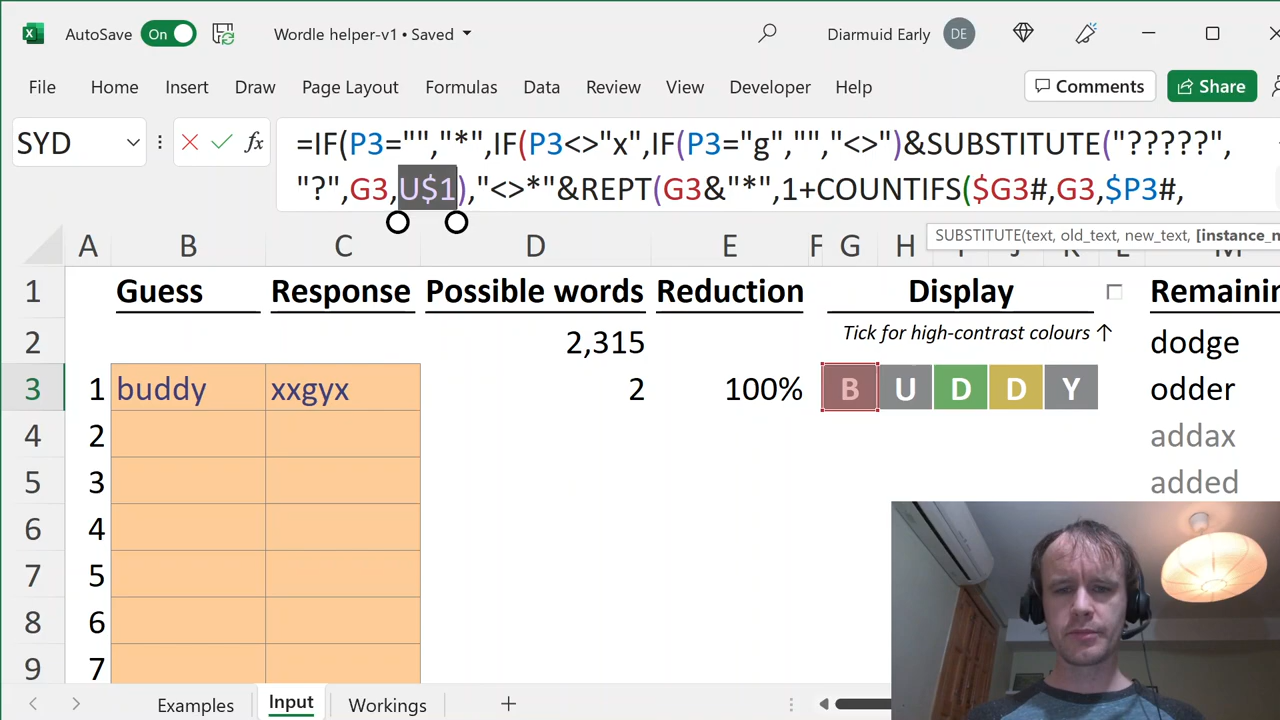 AutoSave On Wordle helper-v1 • Saved Diarmuid Early DE
File Home Insert Draw Page Layout Formulas Data Review View Developer Help Comments Share
SYD fx =IF(P3="","*",IF(P3<>"x",IF(P3="g","","<>")&SUBSTITUTE("?????",
"?",G3,U$1),"<>*"&REPT(G3&"*",1+COUNTIFS($G3#,G3,$P3#,
SUBSTITUTE(text, old_text, new_text, [instance_n
A B C D E F G H
1 Guess Response Possible words Reduction Display Remainin
2 2,315 Tick for high-contrast colours ↑ dodge
3 1 buddy xxgyx 2 100% B U D D Y odder
4 2 addax
5 3 added
6 4
7 5
8 6
9 7
Examples Input Workings +